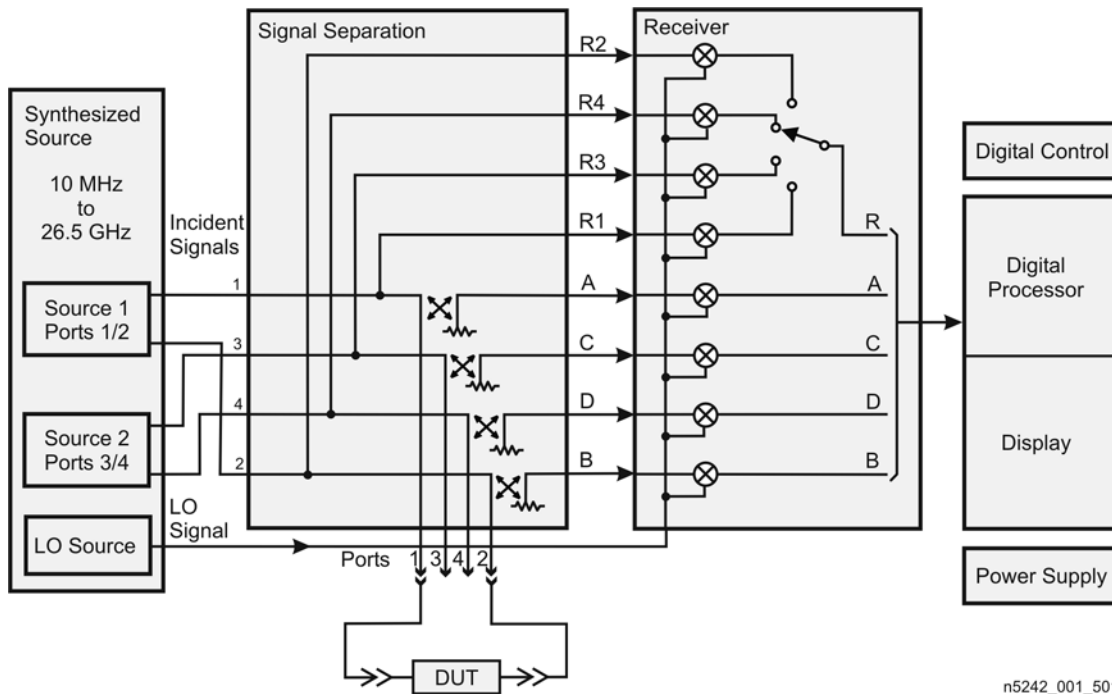 Signal Separation
Receiver
R2
R4
R3
R1
A
C
D
B
R
A
C
D
B
Synthesized
Source
10 MHz
to
26.5 GHz
Source 1
Ports 1/2
Source 2
Ports 3/4
LO Source
Incident
Signals
1
3
4
2
LO
Signal
Ports
1
3
4
2
DUT
Digital Control
Digital
Processor
Display
Power Supply
n5242_001_501